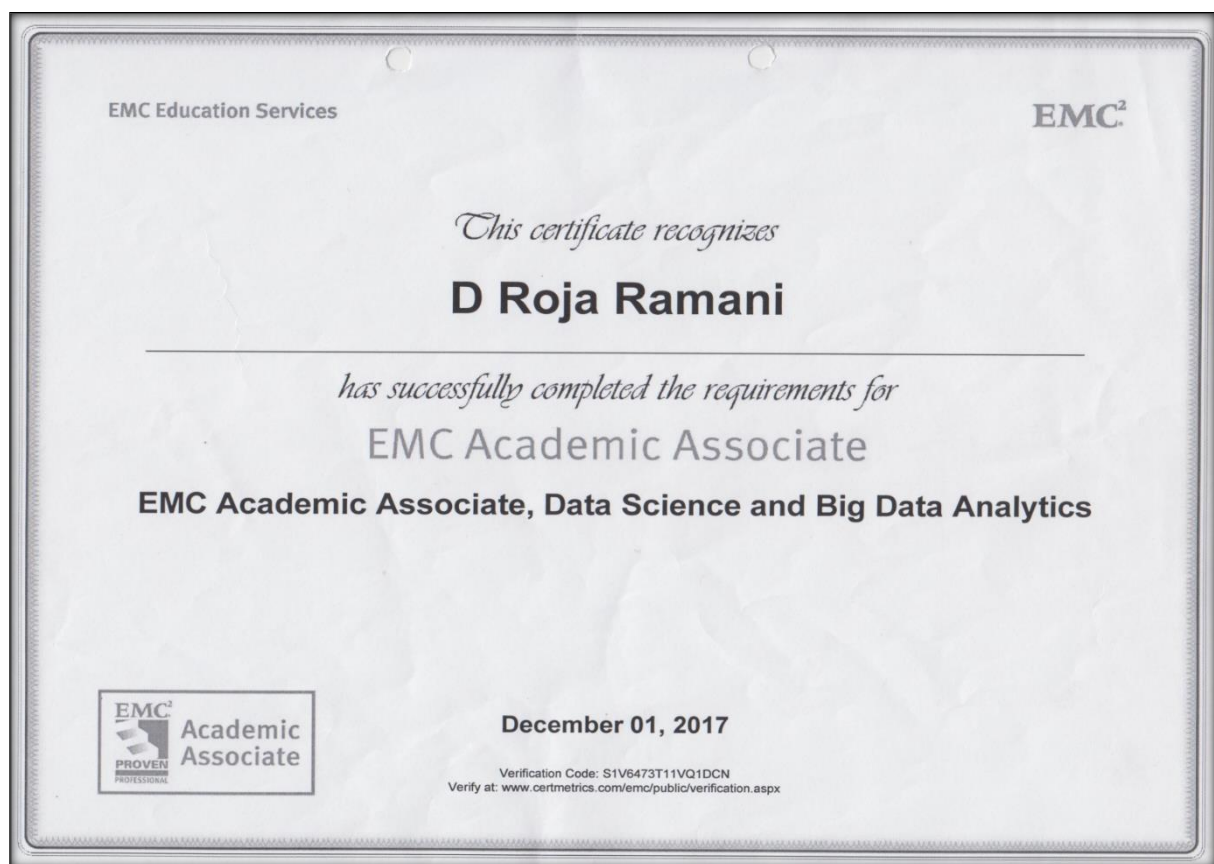 EMC Education Services
EMC²
This certificate recognizes
D Roja Ramani
has successfully completed the requirements for
EMC Academic Associate
EMC Academic Associate, Data Science and Big Data Analytics
EMC²
PROVEN
PROFESSIONAL
Academic
Associate
December 01, 2017
Verification Code: S1V6473T11VQ1DCN
Verify at: www.certmetrics.com/emc/public/verification.aspx